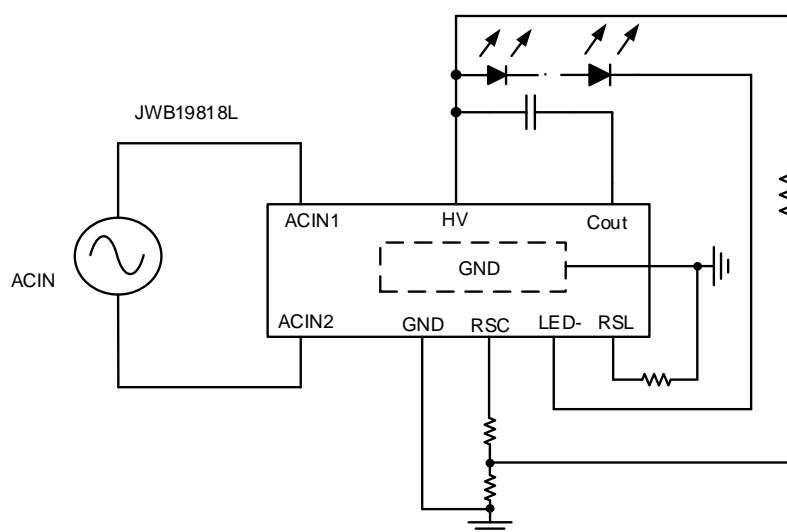 JWB19818L
ACIN1
HV
Cout
GND
ACIN
ACIN2
GND
RSC
LED-
RSL